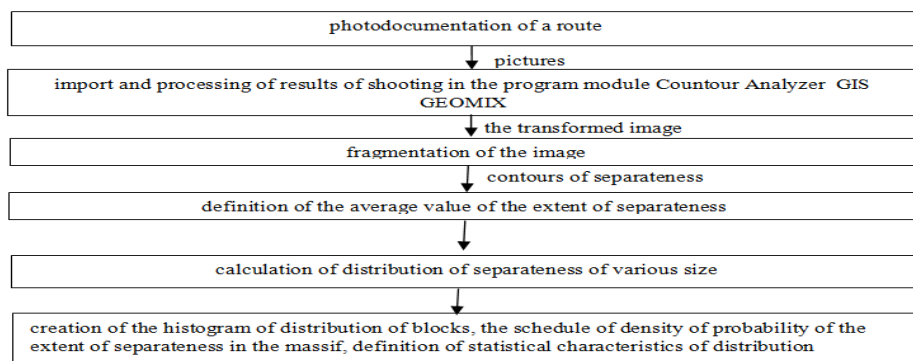 photodocumentation of a route
pictures
import and processing of results of shooting in the program module Countour Analyzer GIS
GEOMIX
the transformed image
fragmentation of the image
contours of separateness
definition of the average value of the extent of separateness
calculation of distribution of separateness of various size
creation of the histogram of distribution of blocks, the schedule of density of probability of the
extent of separateness in the massif, definition of statistical characteristics of distribution